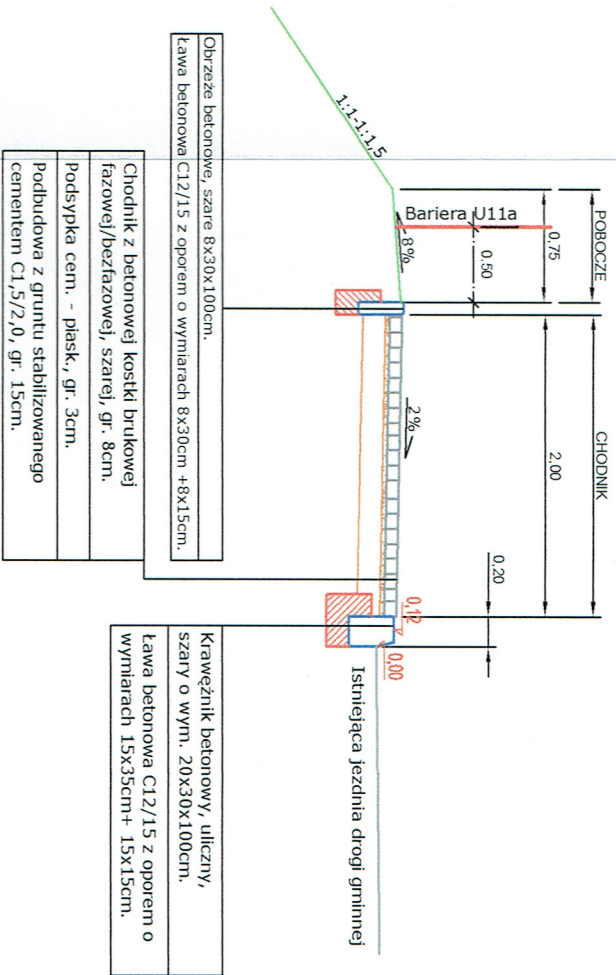 POBOCZE
CHODNIK
0.75
2,00
0.50
0,20
Bariera U11a
1:1-1:1,5
8%
2%
0,12
0,00
Istniejąca jezdnia drogi gminnej
Obrzeże betonowe, szare 8x30x100cm.
Ława betonowa C12/15 z oporem o wymiarach 8x30cm +8x15cm.
Chodnik z betonowej kostki brukowej
fazowej/bezfazowej, szarej, gr. 8cm.
Podsypka cem. - piask., gr. 3cm.
Podbudowa z gruntu stabilizowanego
cementem C1,5/2,0, gr. 15cm.
Krawężnik betonowy, uliczny,
szary o wym. 20x30x100cm.
Ława betonowa C12/15 z oporem o
wymiarach 15x35cm+ 15x15cm.